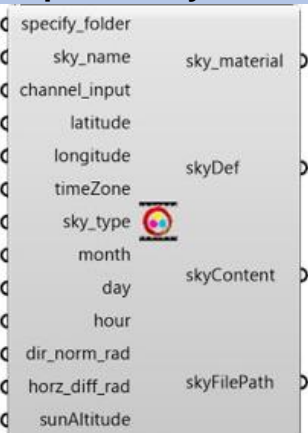 specify_folder
sky_name
channel_input
latitude
longitude
timeZone
sky_type
month
day
hour
dir_norm_rad
horz_diff_rad
sunAltitude
sky_material
skyDef
skyContent
skyFilePath